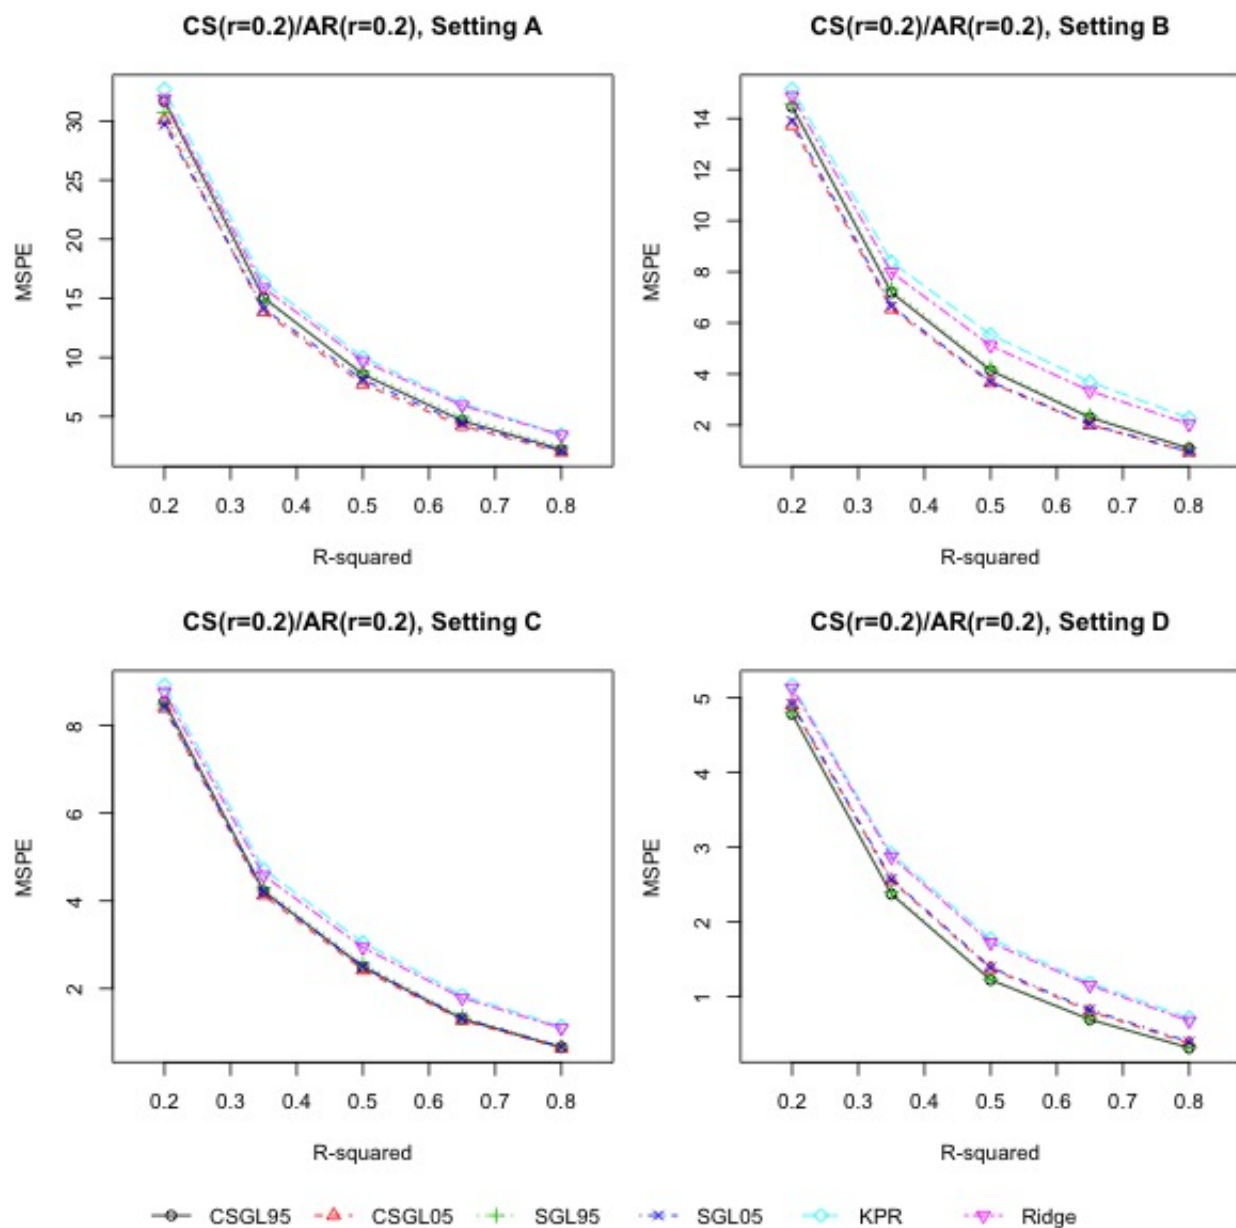 CS(r=0.2)/AR(r=0.2), Setting A
MSPE
30
25
20
15
10
5
0.2 0.3 0.4 0.5 0.6 0.7 0.8
R-squared
CS(r=0.2)/AR(r=0.2), Setting B
MSPE
14
12
10
8
6
4
2
0.2 0.3 0.4 0.5 0.6 0.7 0.8
R-squared
CS(r=0.2)/AR(r=0.2), Setting C
MSPE
8
6
4
2
0.2 0.3 0.4 0.5 0.6 0.7 0.8
R-squared
CS(r=0.2)/AR(r=0.2), Setting D
MSPE
5
4
3
2
1
0.2 0.3 0.4 0.5 0.6 0.7 0.8
R-squared
CSGL95 CSGL05 SGL95 SGL05 KPR Ridge